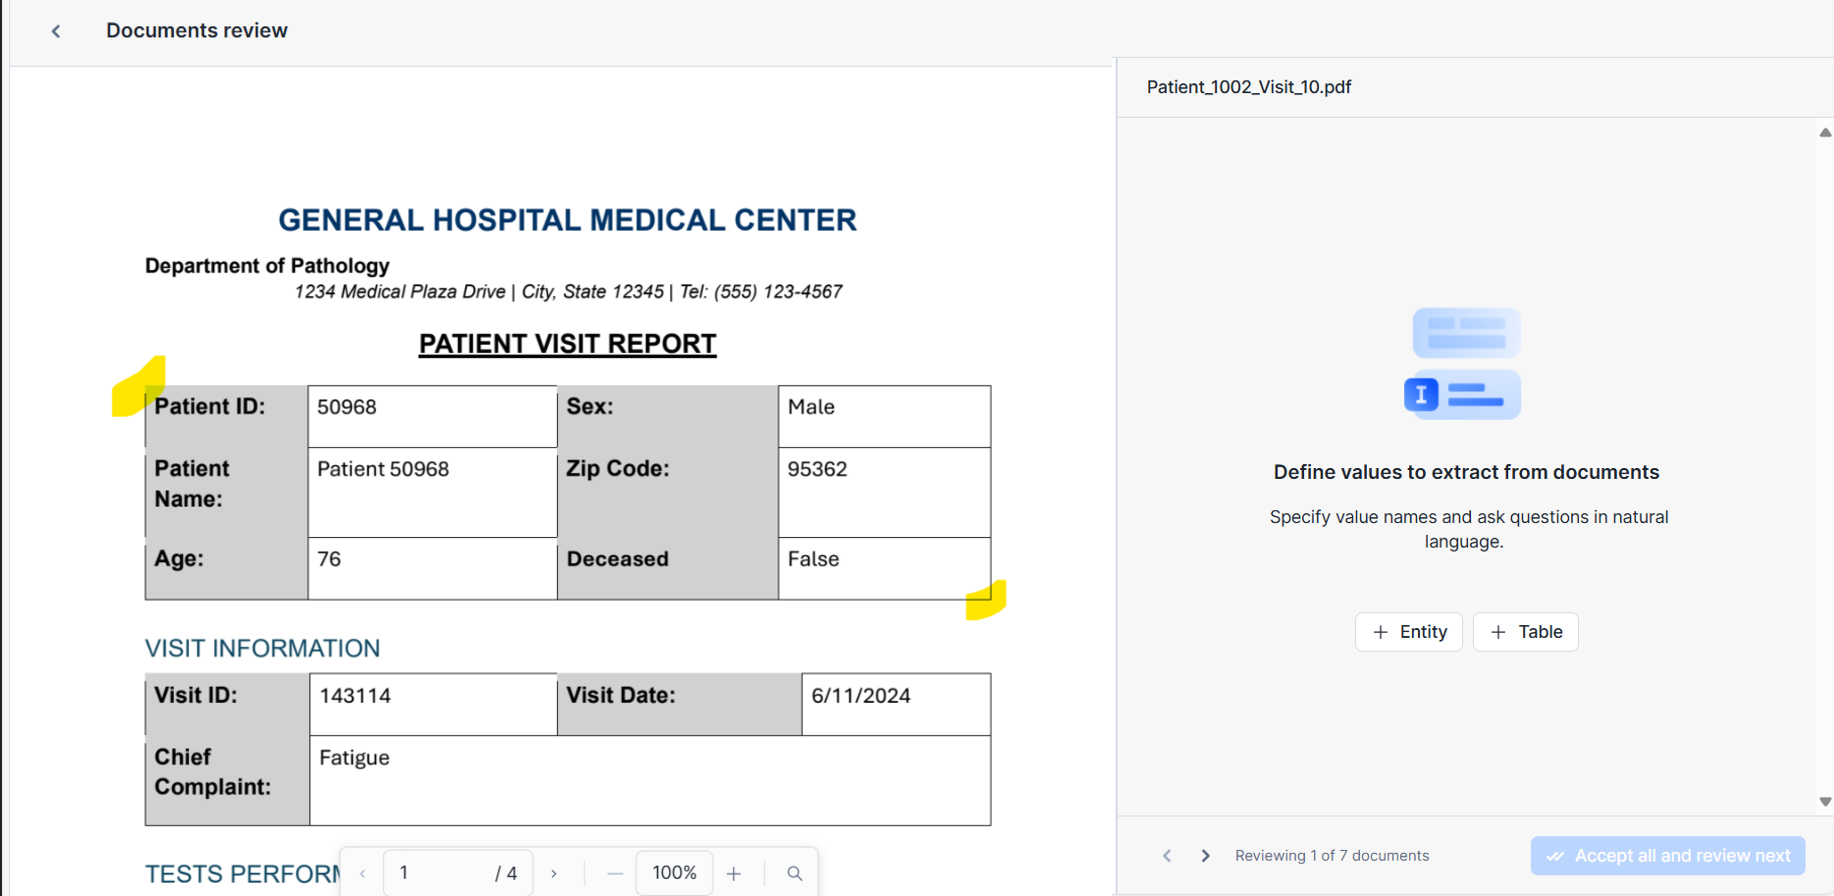 Documents review
Patient_1002_Visit_10.pdf
GENERAL HOSPITAL MEDICAL CENTER
Department of Pathology
1234 Medical Plaza Drive | City, State 12345 | Tel: (555) 123-4567
PATIENT VISIT REPORT
Patient ID: 50968 Sex: Male
Patient Name: Patient 50968 Zip Code: 95362
Age: 76 Deceased False
VISIT INFORMATION
Visit ID: 143114 Visit Date: 6/11/2024
Chief Complaint: Fatigue
TESTS PERFORM
1 / 4 100%
Define values to extract from documents
Specify value names and ask questions in natural
language.
Entity Table
Reviewing 1 of 7 documents
Accept all and review next